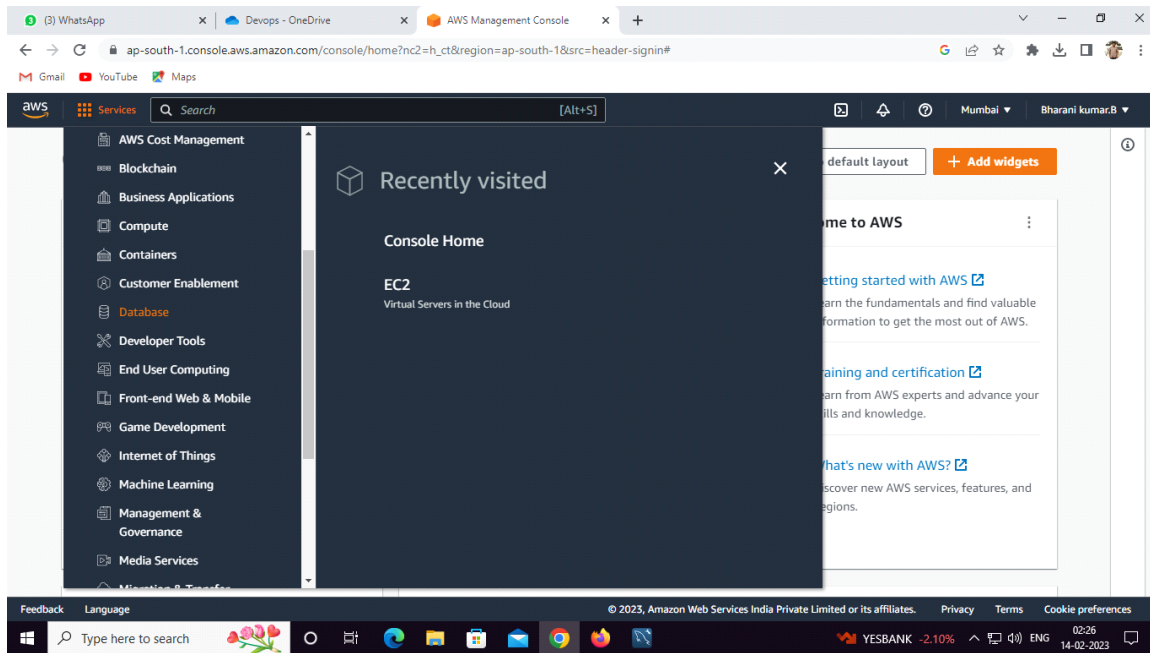 3 (3) WhatsApp
Devops - OneDrive
AWS Management Console
ap-south-1.console.aws.amazon.com/console/home?nc2=h_ct&region=ap-south-1&src=header-signin#
Gmail YouTube Maps
aws Services Search [Alt+S] Mumbai ▼ Bharani kumar.B ▼
AWS Cost Management
Blockchain
Business Applications
Compute
Containers
Customer Enablement
Database
Developer Tools
End User Computing
Front-end Web & Mobile
Game Development
Internet of Things
Machine Learning
Management &
Governance
Media Services
Migration & Transfer
Recently visited
Console Home
EC2
Virtual Servers in the Cloud
default layout
+ Add widgets
me to AWS
etting started with AWS
earn the fundamentals and find valuable
formation to get the most out of AWS.
raining and certification
earn from AWS experts and advance your
ills and knowledge.
hat's new with AWS?
iscover new AWS services, features, and
egions.
Feedback Language © 2023, Amazon Web Services India Private Limited or its affiliates. Privacy Terms Cookie preferences
Type here to search YESBANK -2.10% ENG 02:26
14-02-2023